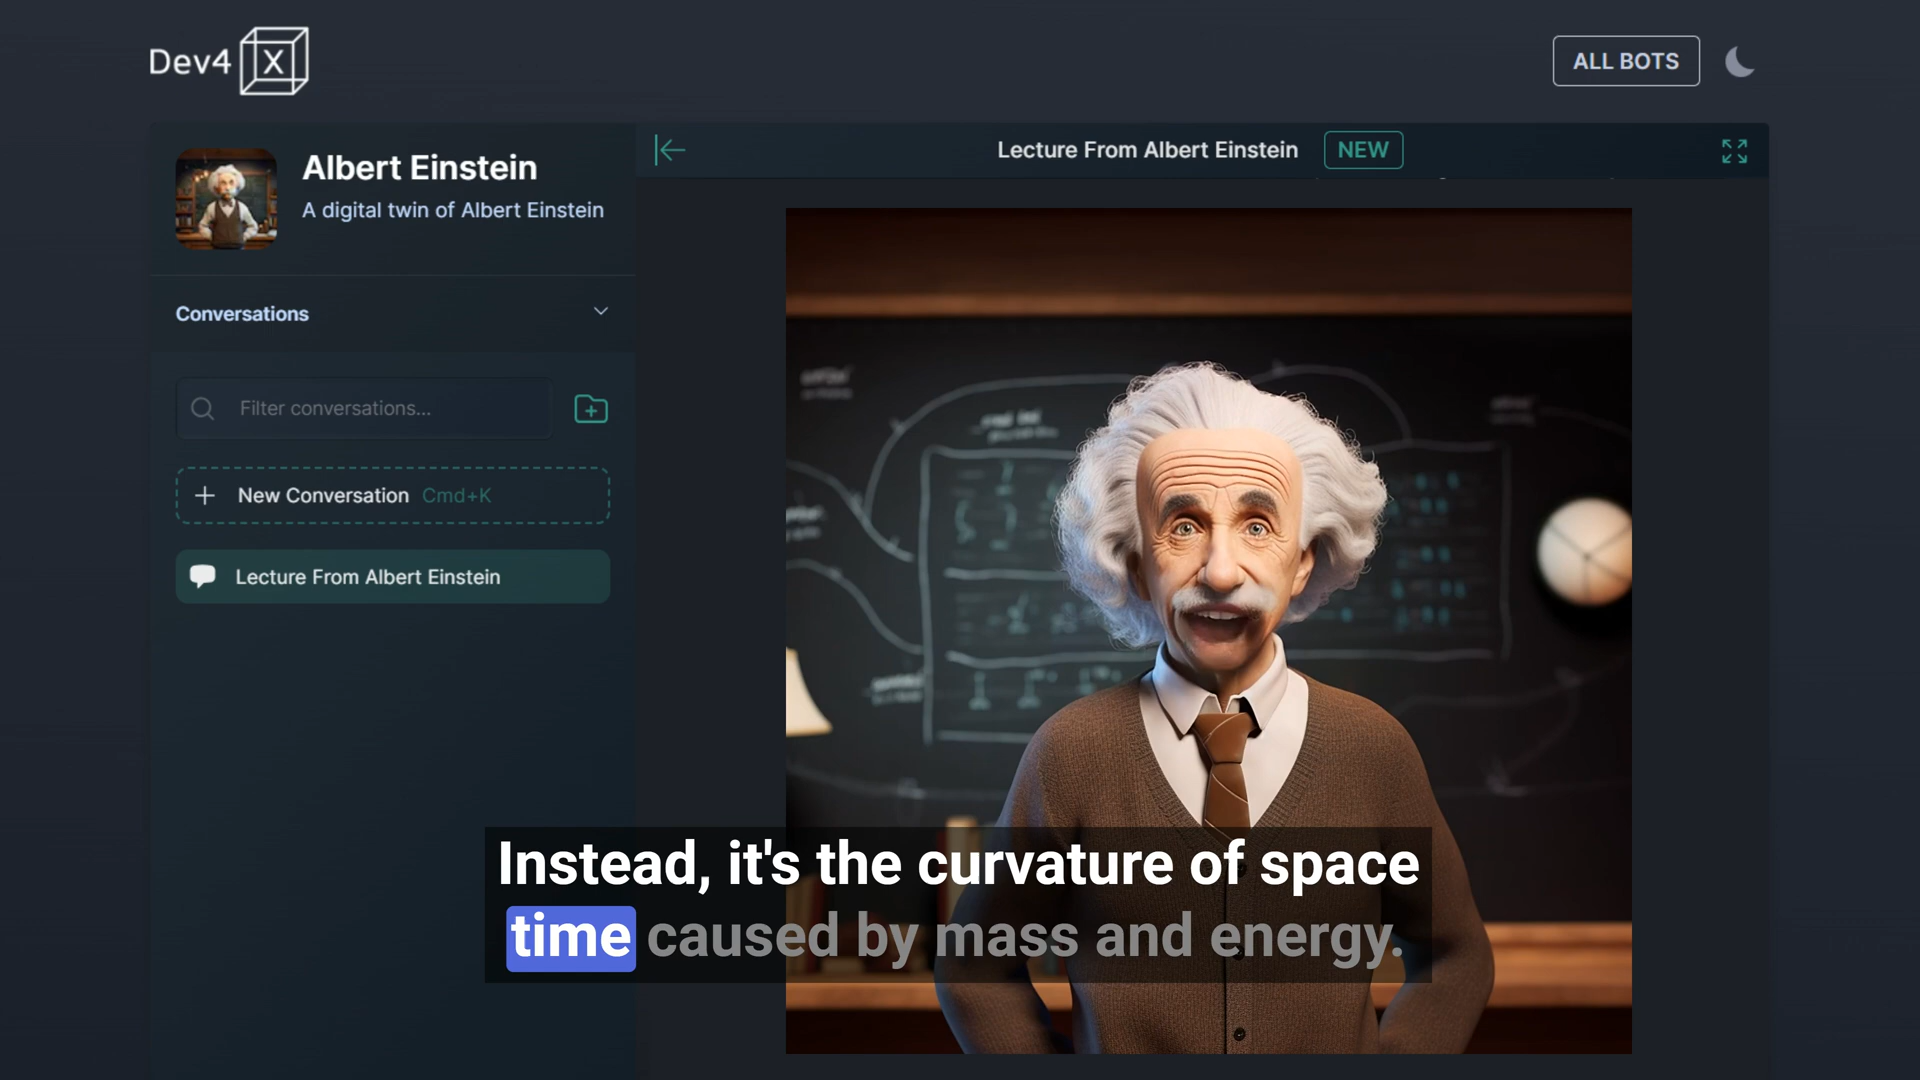 Dev4 X
ALL BOTS
Albert Einstein
A digital twin of Albert Einstein
Conversations
Filter conversations...
New Conversation Cmd+K
Lecture From Albert Einstein
Lecture From Albert Einstein NEW
Instead, it's the curvature of space
time caused by mass and energy.